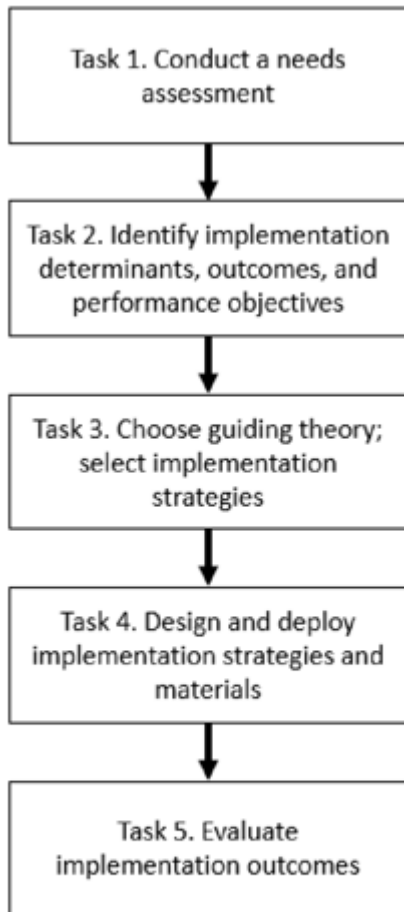 Task 1. Conduct a needs
assessment
Task 2. Identify implementation
determinants, outcomes, and
performance objectives
Task 3. Choose guiding theory;
select implementation
strategies
Task 4. Design and deploy
implementation strategies and
materials
Task 5. Evaluate
implementation outcomes